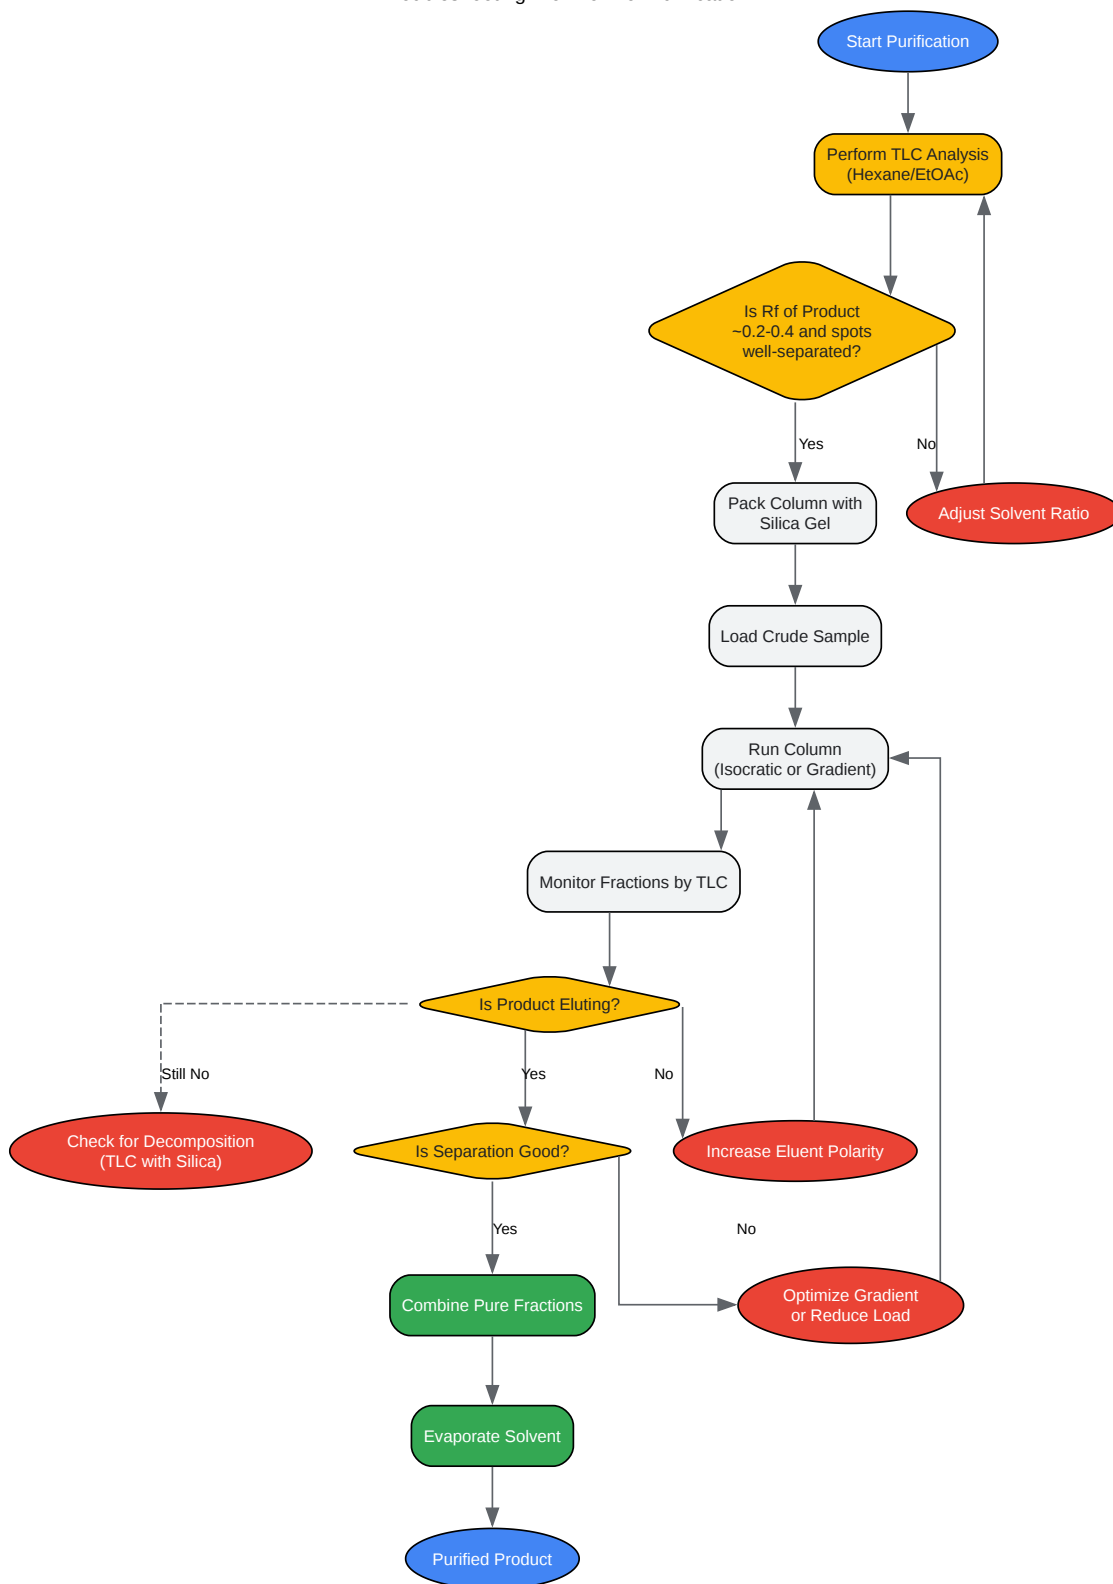 Start Purification
Perform TLC Analysis
(Hexane/EtOAc)
Is Rf of Product
~0.2-0.4 and spots
well-separated?
Yes
No
Pack Column with
Silica Gel
Adjust Solvent Ratio
Load Crude Sample
Run Column
(Isocratic or Gradient)
Monitor Fractions by TLC
Is Product Eluting?
Still No
Yes
No
Check for Decomposition
(TLC with Silica)
Is Separation Good?
Increase Eluent Polarity
Yes
No
Combine Pure Fractions
Optimize Gradient
or Reduce Load
Evaporate Solvent
Purified Product